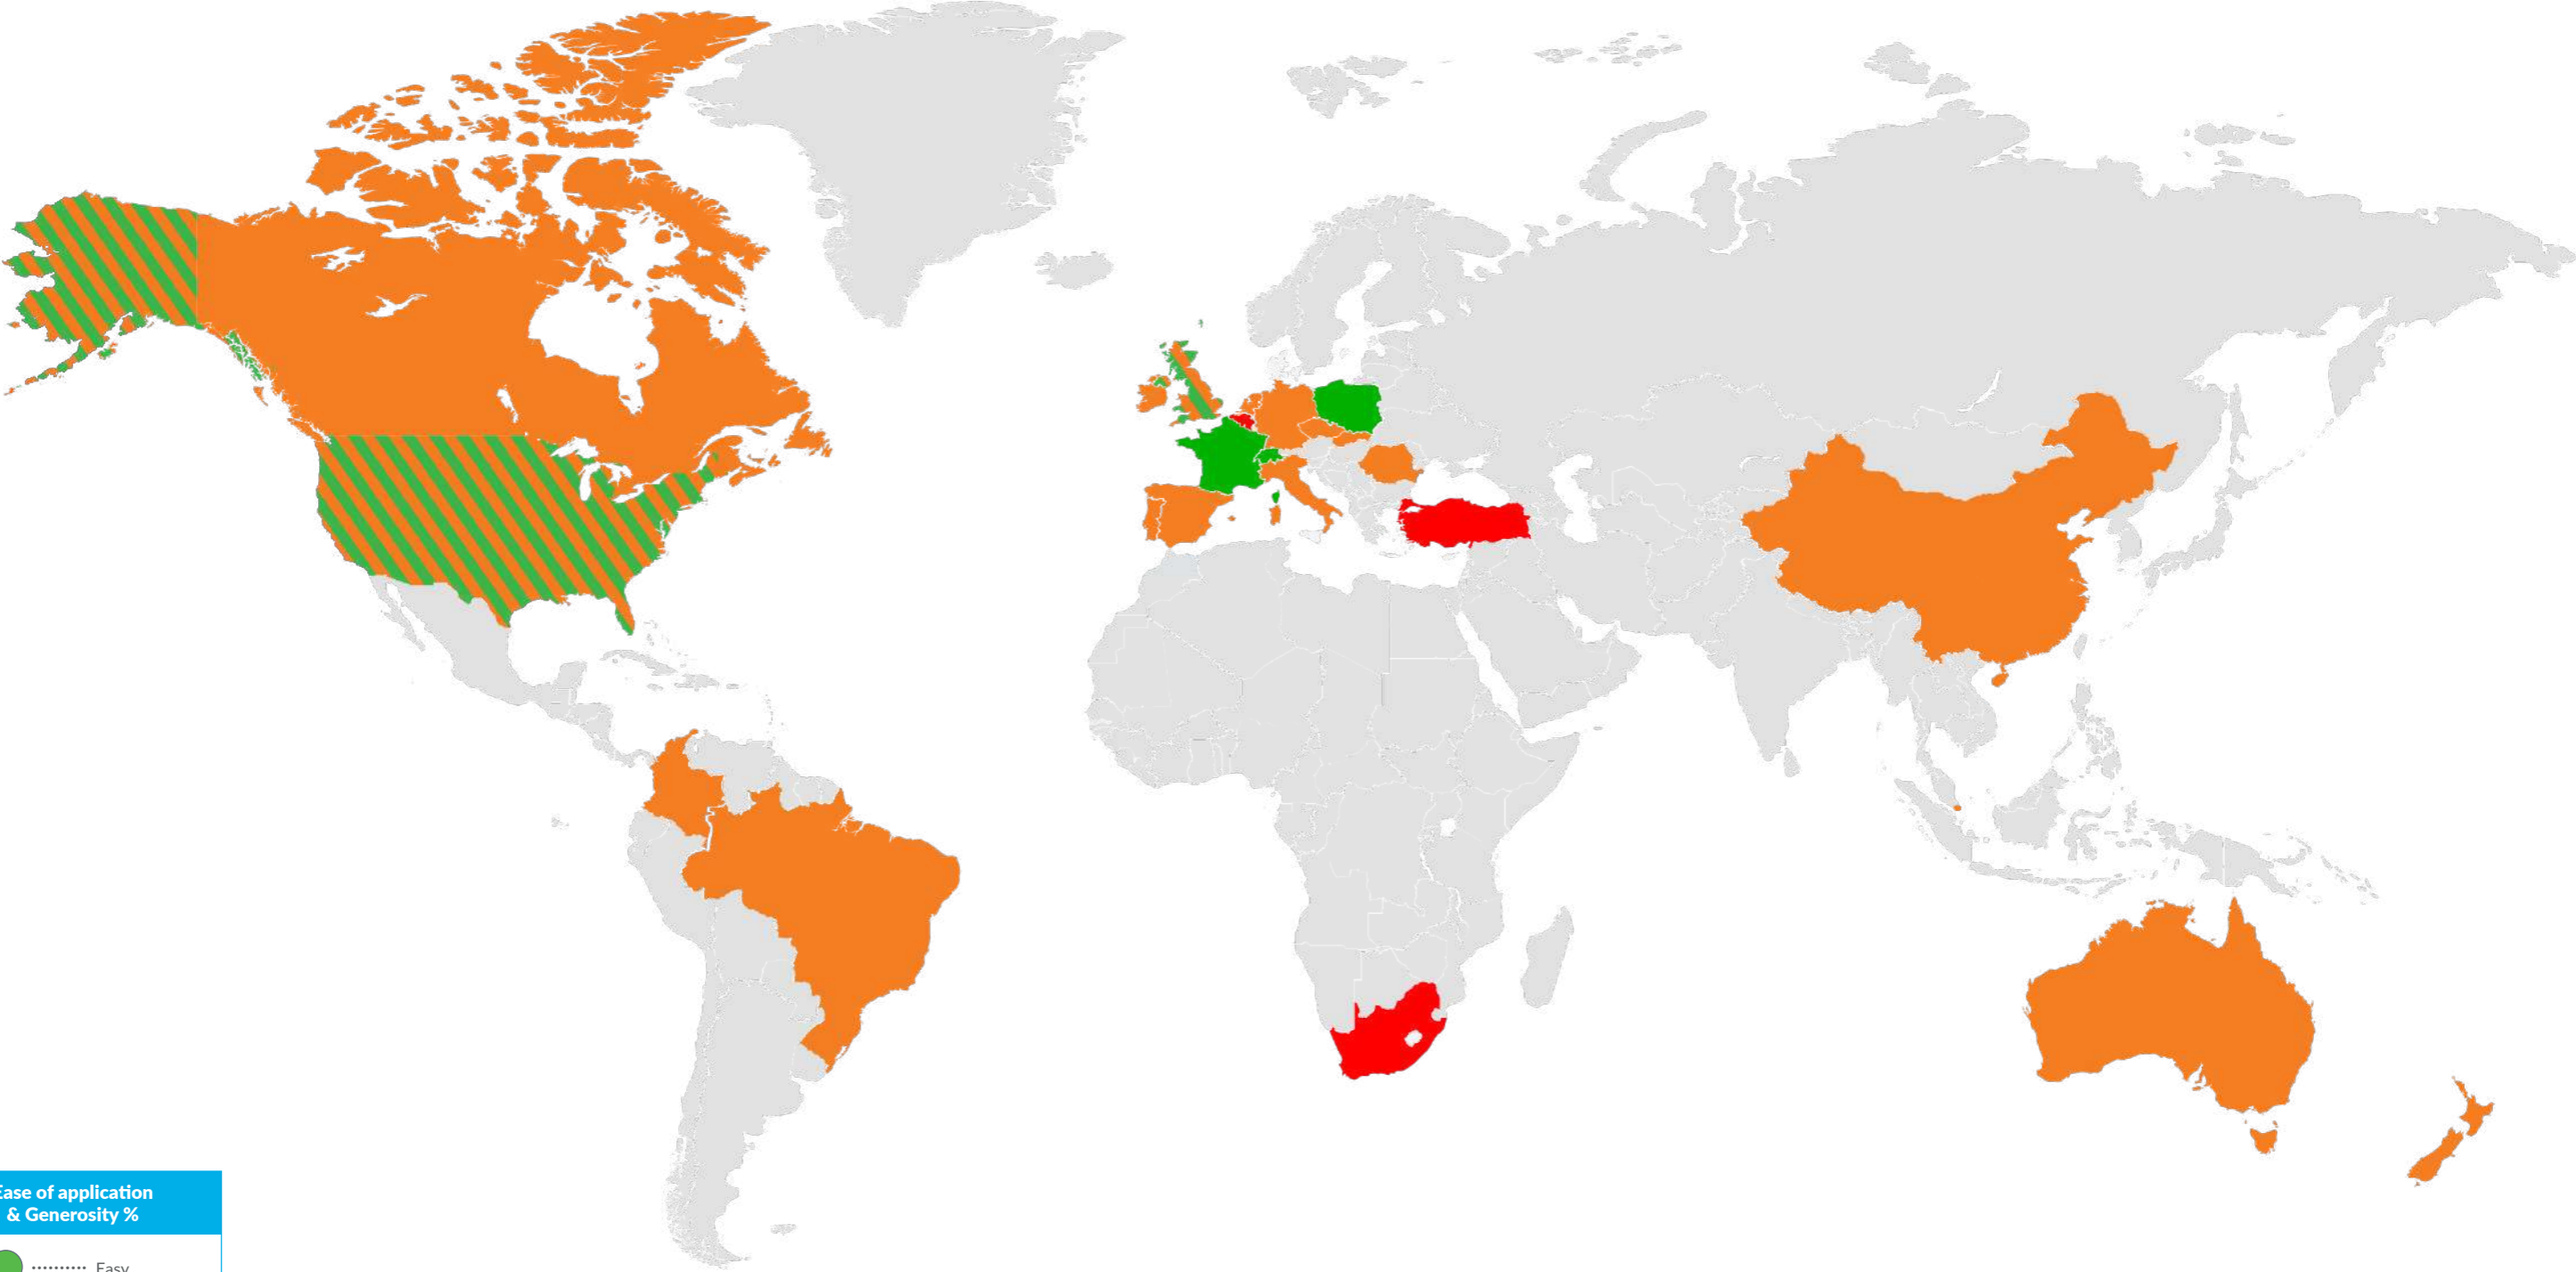 Ease of application
& Generosity %
.......... Easy